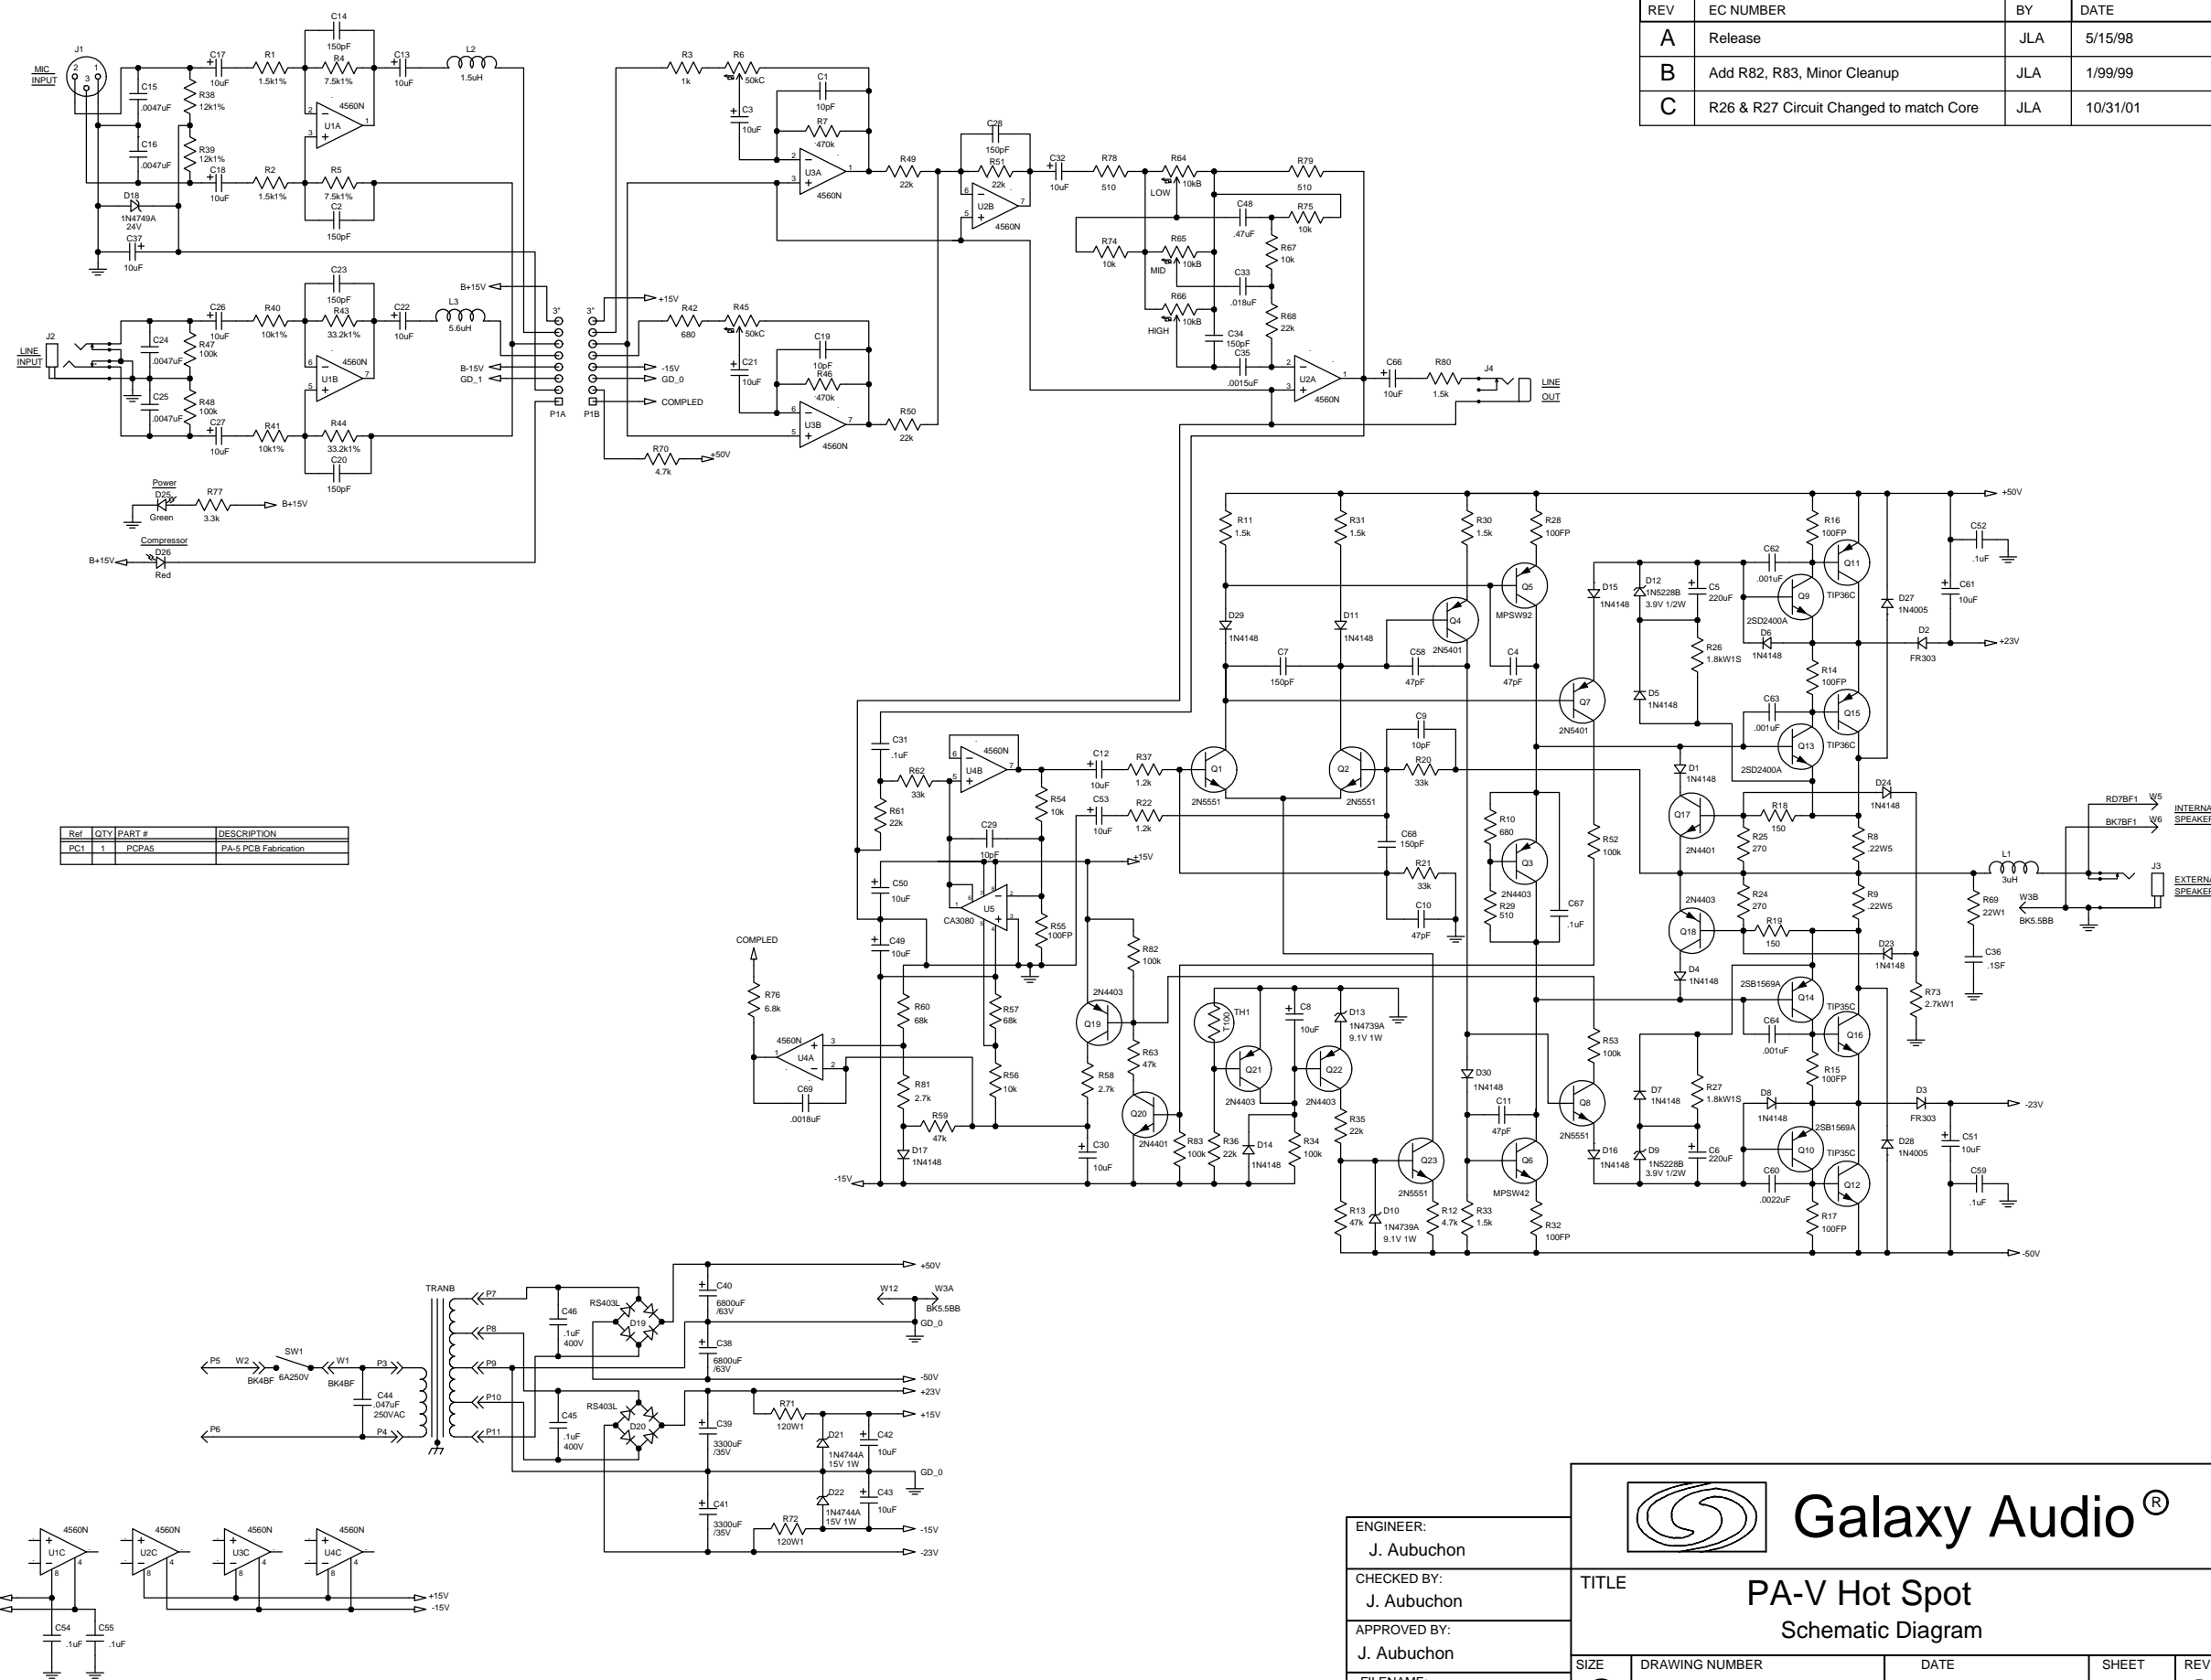 REV EC NUMBER BY DATE
A Release JLA 5/15/98
B Add R82, R83, Minor Cleanup JLA 1/99/99
C R26 & R27 Circuit Changed to match Core JLA 10/31/01
MIC INPUT
J1
2 1
3
C15
.0047uF
C16
.0047uF
R38
12k1%
R39
12k1%
C17
10uF
C18
10uF
R1
1.5k1%
R2
1.5k1%
C14
150pF
R4
7.5k1%
4560N
U1A
R5
7.5k1%
C2
150pF
C13
10uF
L2
1.5uH
D18
1N4749A
24V
C37
10uF
LINE INPUT
J2
C24
.0047uF
C25
.0047uF
R47
100k
R48
100k
C26
10uF
C27
10uF
R40
10k1%
R41
10k1%
C23
150pF
R43
33.2k1%
4560N
U1B
R44
33.2k1%
C20
150pF
C22
10uF
L3
5.6uH
B+15V
B-15V
GD_1
3"
P1A
3"
P1B
+15V
-15V
GD_0
COMPLED
R70
4.7k
+50V
Power
D25
Green
R77
3.3k
B+15V
Compressor
B+15V
D26
Red
R3
1k
R6
50kC
C3
10uF
C1
10pF
R7
470k
U3A
4560N
R42
680
R45
50kC
C21
10uF
C19
10pF
R46
470k
U3B
4560N
R49
22k
R50
22k
C28
150pF
R51
22k
U2B
4560N
C32
10uF
R78
510
R64
10kB
LOW
R79
510
R74
10k
R65
10kB
MID
R66
10kB
HIGH
C48
.47uF
R75
10k
R67
10k
C33
.018uF
R68
22k
C34
150pF
C35
.0015uF
U2A
4560N
C66
10uF
R80
1.5k
J4
LINE OUT
Ref QTY PART # DESCRIPTION
PC1 1 PCPA5 PA-5 PCB Fabrication
R11
1.5k
R31
1.5k
R30
1.5k
R28
100FP
Q5
MPSW92
Q4
2N5401
D29
1N4148
D11
1N4148
C7
150pF
C58
47pF
C4
47pF
D15
1N4148
Q7
2N5401
D12
1N5228B
3.9V 1/2W
C5
220uF
R26
1.8kW1S
D5
1N4148
C62
.001uF
Q9
2SD2400A
D6
1N4148
R16
100FP
Q11
TIP36C
R14
100FP
C63
.001uF
Q15
TIP36C
Q13
2SD2400A
D27
1N4005
D2
FR303
C52
.1uF
C61
10uF
+50V
+23V
C31
.1uF
R62
33k
R61
22k
4560N
U4B
C12
10uF
R37
1.2k
C53
10uF
R22
1.2k
R54
10k
C29
10pF
Q1
2N5551
Q2
2N5551
C9
10pF
R20
33k
C68
150pF
R21
33k
C10
47pF
R10
680
Q3
2N4403
R29
510
C67
.1uF
R52
100k
D1
1N4148
Q17
2N4401
R18
150
R25
270
D24
1N4148
R8
.22W5
2N4403
Q18
R24
270
R19
150
R9
.22W5
D23
1N4148
D4
1N4148
L1
3uH
R69
22W1
C36
.1SF
R73
2.7kW1
RD7BF1 W5
BK7BF1 W6
J3
W3B
BK5.5BB
C50
10uF
C49
10uF
U5
CA3080
R55
100FP
+15V
COMPLED
R76
6.8k
4560N
U4A
C69
.0018uF
R60
68k
R81
2.7k
R59
47k
D17
1N4148
-15V
R57
68k
R56
10k
2N4403
Q19
R58
2.7k
C30
10uF
R82
100k
R63
47k
Q20
2N4401
R83
100k
TH1
T100
R36
22k
Q21
2N4403
D14
1N4148
C8
10uF
R34
100k
D13
1N4739A
9.1V 1W
Q22
2N4403
R35
22k
R13
47k
D10
1N4739A
9.1V 1W
Q23
2N5551
R12
4.7k
R33
1.5k
D30
1N4148
C11
47pF
Q6
MPSW42
R32
100FP
R53
100k
Q8
2N5551
D16
1N4148
D7
1N4148
R27
1.8kW1S
D9
1N5228B
3.9V 1/2W
C6
220uF
2SB1569A
Q14
C64
.001uF
TIP35C
Q16
R15
100FP
D8
1N4148
2SB1569A
Q10
TIP35C
Q12
C60
.0022uF
R17
100FP
D3
FR303
D28
1N4005
C51
10uF
C59
.1uF
-23V
-50V
P5 W2
BK4BF
SW1
6A250V
W1
BK4BF
P3
C44
.047uF
250VAC
P6
P4
TRANB
P7
P8
P9
P10
P11
C46
.1uF
400V
RS403L
D19
C45
.1uF
400V
RS403L
D20
C40
6800uF
/63V
C38
6800uF
/63V
C39
3300uF
/35V
C41
3300uF
/35V
+50V
W12 W3A
BK5.5BB
GD_0
-50V
+23V
R71
120W1
+15V
D21
1N4744A
15V 1W
C42
10uF
GD_0
D22
1N4744A
15V 1W
C43
10uF
R72
120W1
-15V
-23V
4560N 4560N 4560N 4560N
U1C U2C U3C U4C
+15V
-15V
C54
.1uF
C55
.1uF
ENGINEER:
J. Aubuchon
CHECKED BY:
J. Aubuchon
APPROVED BY:
J. Aubuchon
Galaxy Audio®
TITLE
PA-V Hot Spot
Schematic Diagram
SIZE DRAWING NUMBER DATE SHEET REV